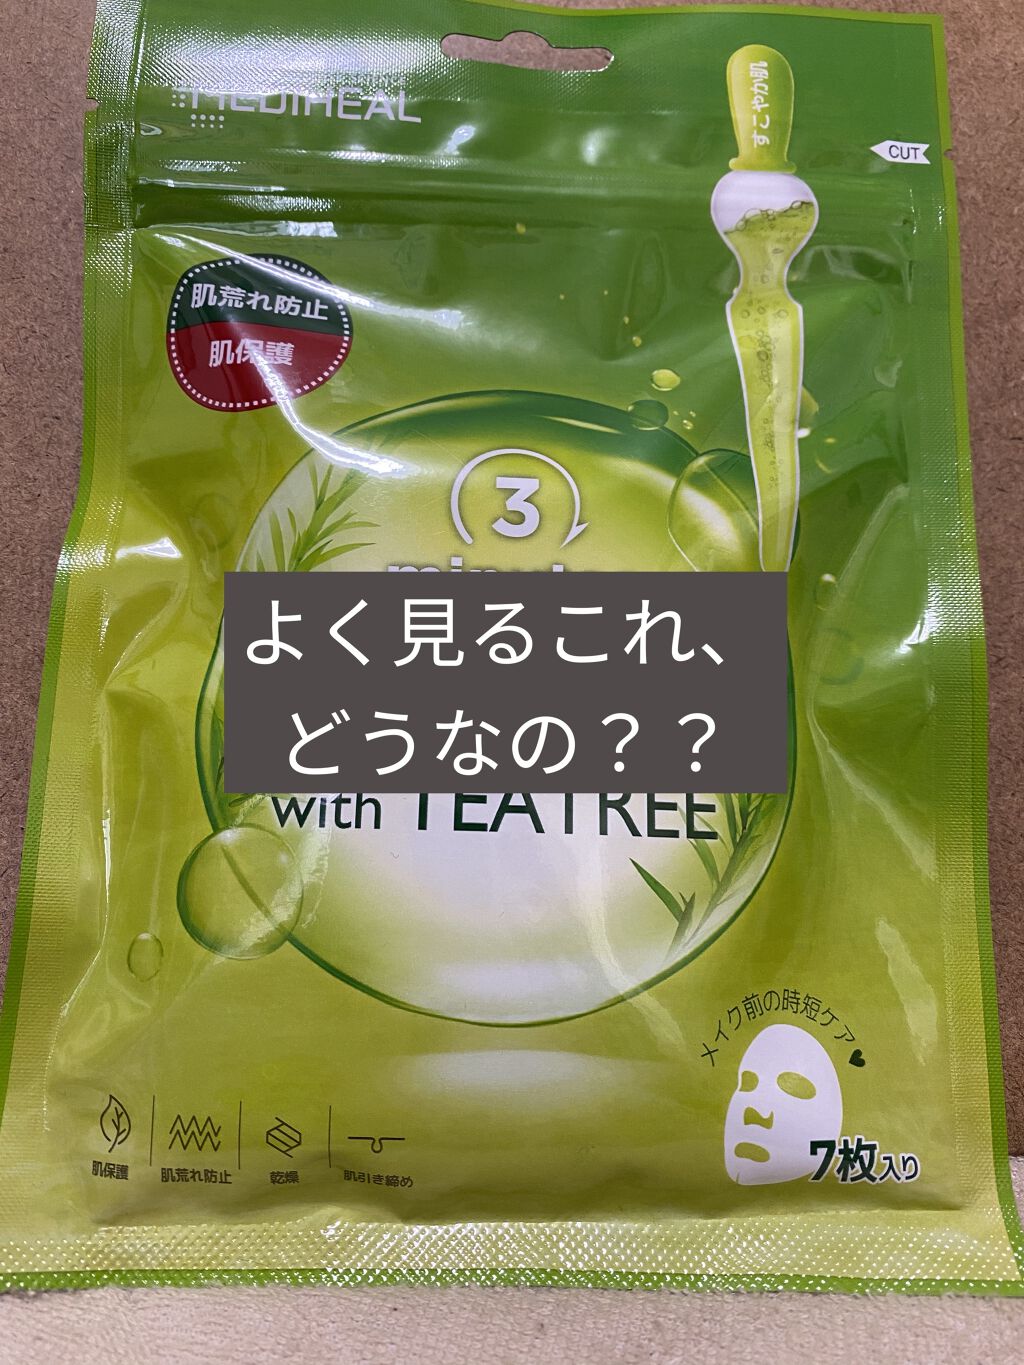 MEDIHEAL
すこやか肌
CUT
肌荒れ防止
肌保護
3
よく見るこれ、
どうなの？？
with TEATREE
メイク前の時短ケア
7枚入り
肌保護
肌荒れ防止
乾燥
肌引き締め